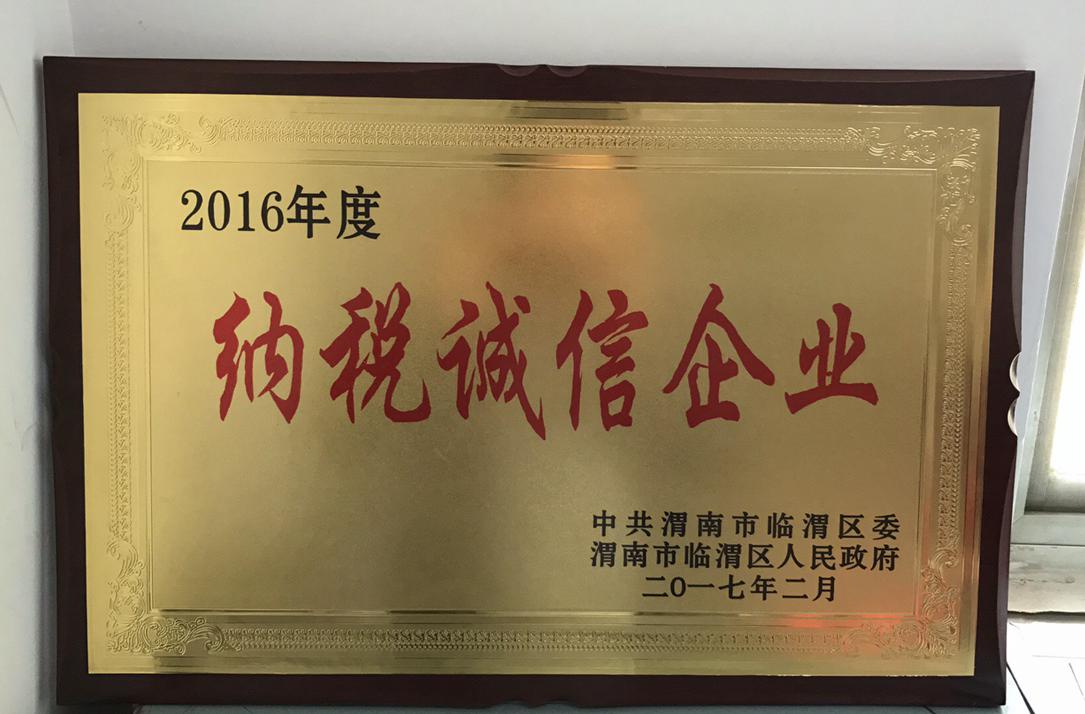 2016年度
纳税诚信企业
中共渭南市临渭区委
渭南市临渭区人民政府
二〇一七年二月